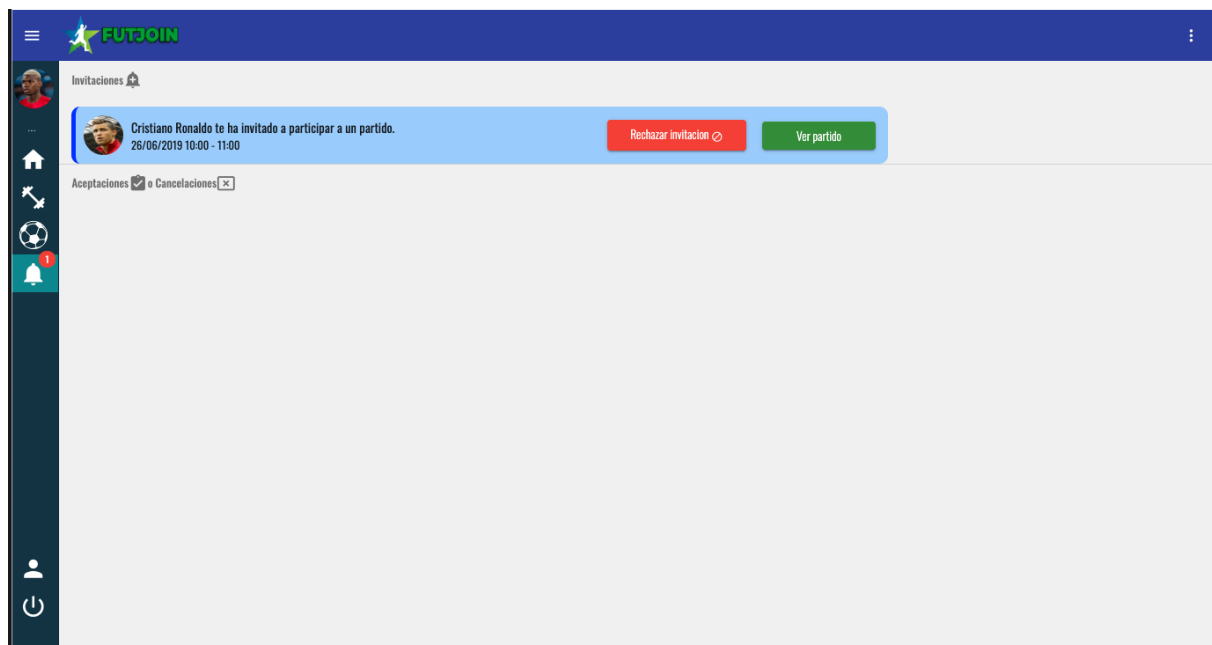 FUTJOIN
Invitaciones
Cristiano Ronaldo te ha invitado a participar a un partido.
26/06/2019 10:00 - 11:00
Rechazar invitacion
Ver partido
...
Aceptaciones o Cancelaciones
1